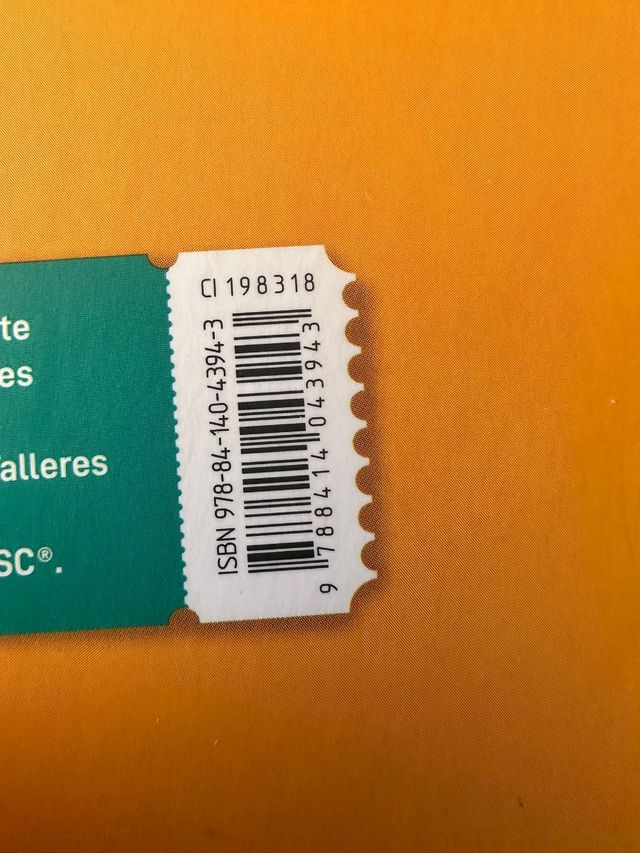 te
es
alleres
SC®.
CI 198318
ISBN 978-84-140-4394-3
9 788414 043943